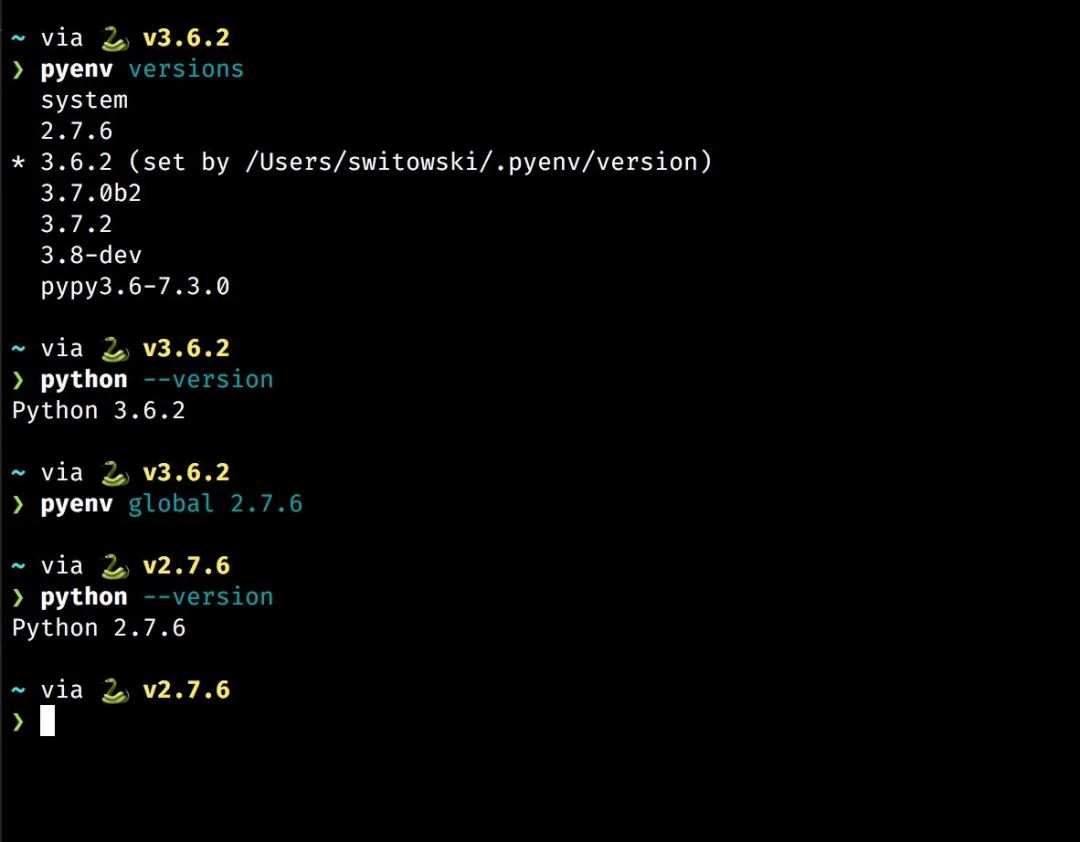 ~ via 🐍 v3.6.2
❯ pyenv versions
  system
  2.7.6
* 3.6.2 (set by /Users/switowski/.pyenv/version)
  3.7.0b2
  3.7.2
  3.8-dev
  pypy3.6-7.3.0

~ via 🐍 v3.6.2
❯ python --version
Python 3.6.2

~ via 🐍 v3.6.2
❯ pyenv global 2.7.6

~ via 🐍 v2.7.6
❯ python --version
Python 2.7.6

~ via 🐍 v2.7.6
❯